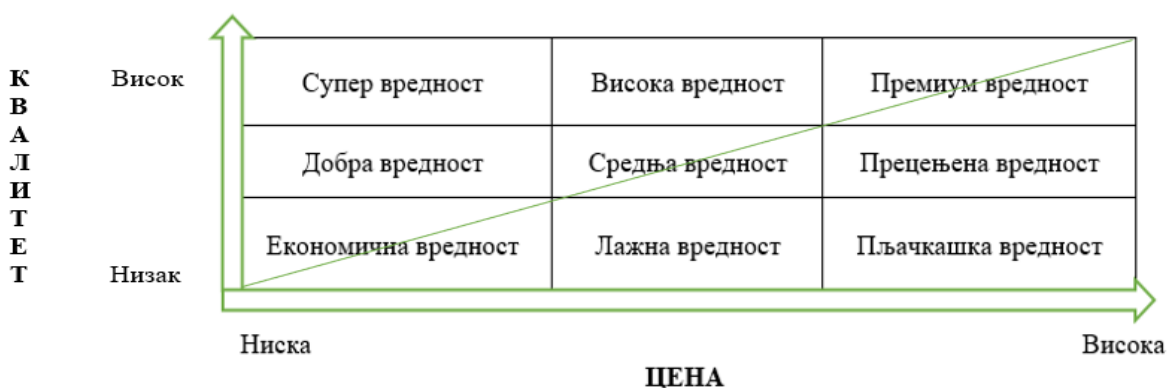 КВАЛИТЕТ
Висок
Супер вредност
Висока вредност
Премиум вредност
Добра вредност
Средња вредност
Прецењена вредност
Економична вредност
Лажна вредност
Пљачкашка вредност
Низак
Ниска
Висока
ЦЕНА